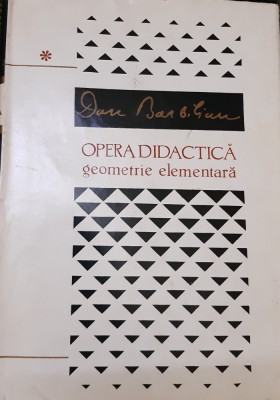 *
Dan Barbilian
OPERA DIDACTICĂ
geometrie elementară